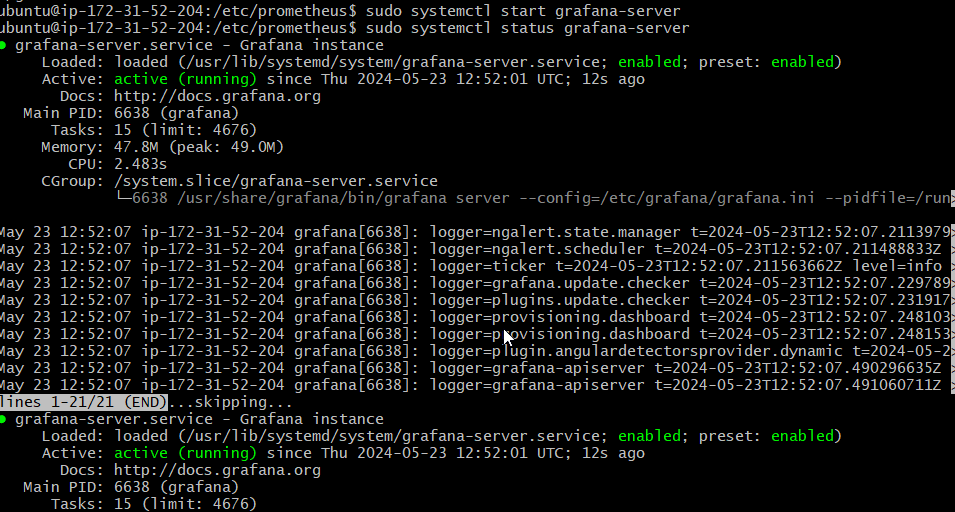 ubuntu@ip-172-31-52-204:/etc/prometheus$ sudo systemctl start grafana-server
ubuntu@ip-172-31-52-204:/etc/prometheus$ sudo systemctl status grafana-server
● grafana-server.service - Grafana instance
     Loaded: loaded (/usr/lib/systemd/system/grafana-server.service; enabled; preset: enabled)
     Active: active (running) since Thu 2024-05-23 12:52:01 UTC; 12s ago
       Docs: http://docs.grafana.org
   Main PID: 6638 (grafana)
      Tasks: 15 (limit: 4676)
     Memory: 47.8M (peak: 49.0M)
        CPU: 2.483s
     CGroup: /system.slice/grafana-server.service
             └─6638 /usr/share/grafana/bin/grafana server --config=/etc/grafana/grafana.ini --pidfile=/run>
May 23 12:52:07 ip-172-31-52-204 grafana[6638]: logger=ngalert.state.manager t=2024-05-23T12:52:07.2113979>
May 23 12:52:07 ip-172-31-52-204 grafana[6638]: logger=ngalert.scheduler t=2024-05-23T12:52:07.211488833Z >
May 23 12:52:07 ip-172-31-52-204 grafana[6638]: logger=ticker t=2024-05-23T12:52:07.211563662Z level=info >
May 23 12:52:07 ip-172-31-52-204 grafana[6638]: logger=grafana.update.checker t=2024-05-23T12:52:07.229789>
May 23 12:52:07 ip-172-31-52-204 grafana[6638]: logger=plugins.update.checker t=2024-05-23T12:52:07.231917>
May 23 12:52:07 ip-172-31-52-204 grafana[6638]: logger=provisioning.dashboard t=2024-05-23T12:52:07.248103>
May 23 12:52:07 ip-172-31-52-204 grafana[6638]: logger=provisioning.dashboard t=2024-05-23T12:52:07.248153>
May 23 12:52:07 ip-172-31-52-204 grafana[6638]: logger=plugin.angulardetectorsprovider.dynamic t=2024-05-2>
May 23 12:52:07 ip-172-31-52-204 grafana[6638]: logger=grafana-apiserver t=2024-05-23T12:52:07.490296635Z >
May 23 12:52:07 ip-172-31-52-204 grafana[6638]: logger=grafana-apiserver t=2024-05-23T12:52:07.491060711Z >
lines 1-21/21 (END)...skipping...
● grafana-server.service - Grafana instance
     Loaded: loaded (/usr/lib/systemd/system/grafana-server.service; enabled; preset: enabled)
     Active: active (running) since Thu 2024-05-23 12:52:01 UTC; 12s ago
       Docs: http://docs.grafana.org
   Main PID: 6638 (grafana)
      Tasks: 15 (limit: 4676)